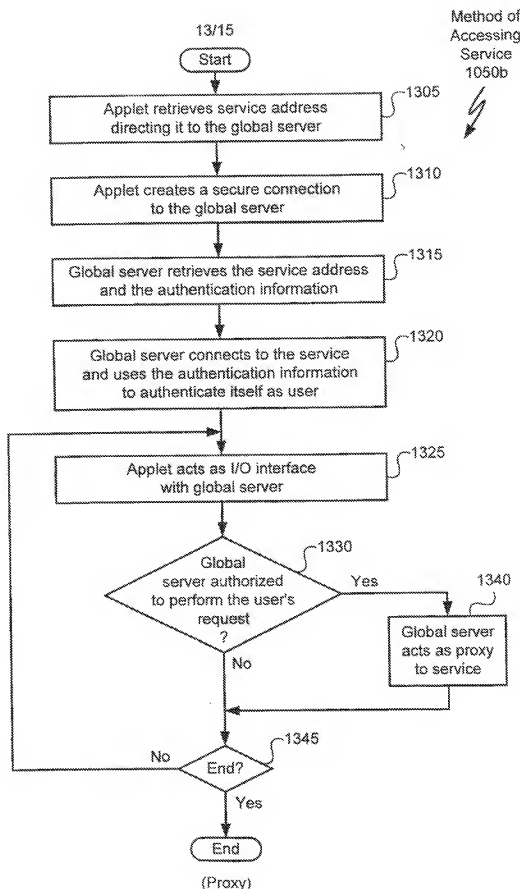 13/15
Method of
Accessing
Service
1050b
Start
1305
Applet retrieves service address
directing it to the global server
1310
Applet creates a secure connection
to the global server
1315
Global server retrieves the service address
and the authentication information
1320
Global server connects to the service
and uses the authentication information
to authenticate itself as user
1325
Applet acts as I/O interface
with global server
1330
Global
server authorized
to perform the user's
request
?
Yes
1340
Global server
acts as proxy
to service
No
1345
No
End?
Yes
End
(Proxy)